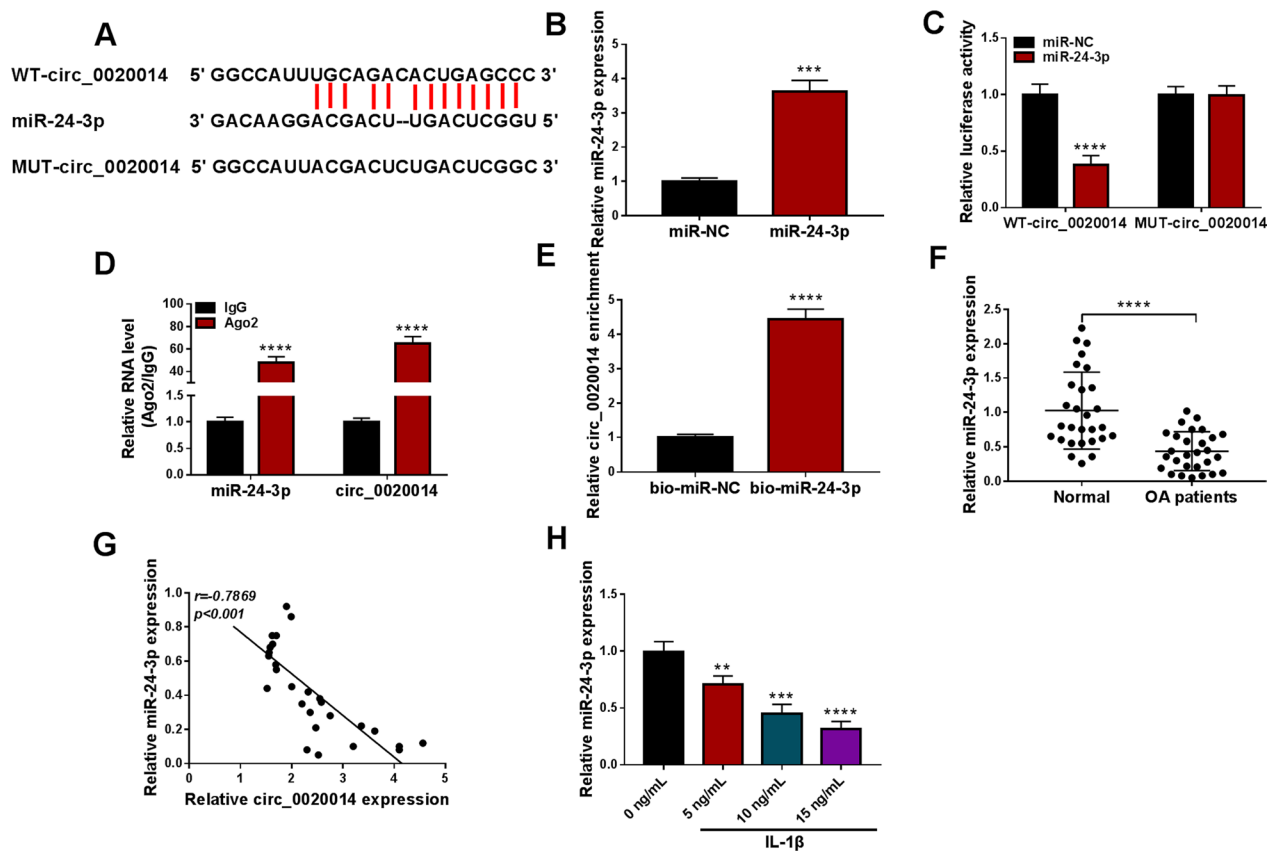 A
WT-circ_0020014 5' GGCCAUUUGCAGACACUGAGCCC 3'
miR-24-3p 3' GACAAGGACGACU--UGACUCGGU 5'
MUT-circ_0020014 5' GGCCAUUACGACUCUGACUCGGC 3'
B
Relative miR-24-3p expression
5
4
3
2
1
0
***
miR-NC miR-24-3p
C
Relative luciferase activity
1.5
1.0
0.5
0.0
miR-NC
miR-24-3p
****
WT-circ_0020014 MUT-circ_0020014
D
Relative RNA level
(Ago2/IgG)
100
80
60
40
1.5
1.0
0.5
0.0
IgG
Ago2
**** ****
miR-24-3p circ_0020014
E
Relative circ_0020014 enrichment
5
4
3
2
1
0
****
bio-miR-NC bio-miR-24-3p
F
Relative miR-24-3p expression
2.5
2.0
1.5
1.0
0.5
0.0
****
Normal OA patients
G
Relative miR-24-3p expression
1.0
0.8
0.6
0.4
0.2
0.0
r=-0.7869
p<0.001
0 1 2 3 4 5
Relative circ_0020014 expression
H
Relative miR-24-3p expression
1.5
1.0
0.5
0.0
** *** ****
0 ng/mL 5 ng/mL 10 ng/mL 15 ng/mL
IL-1β